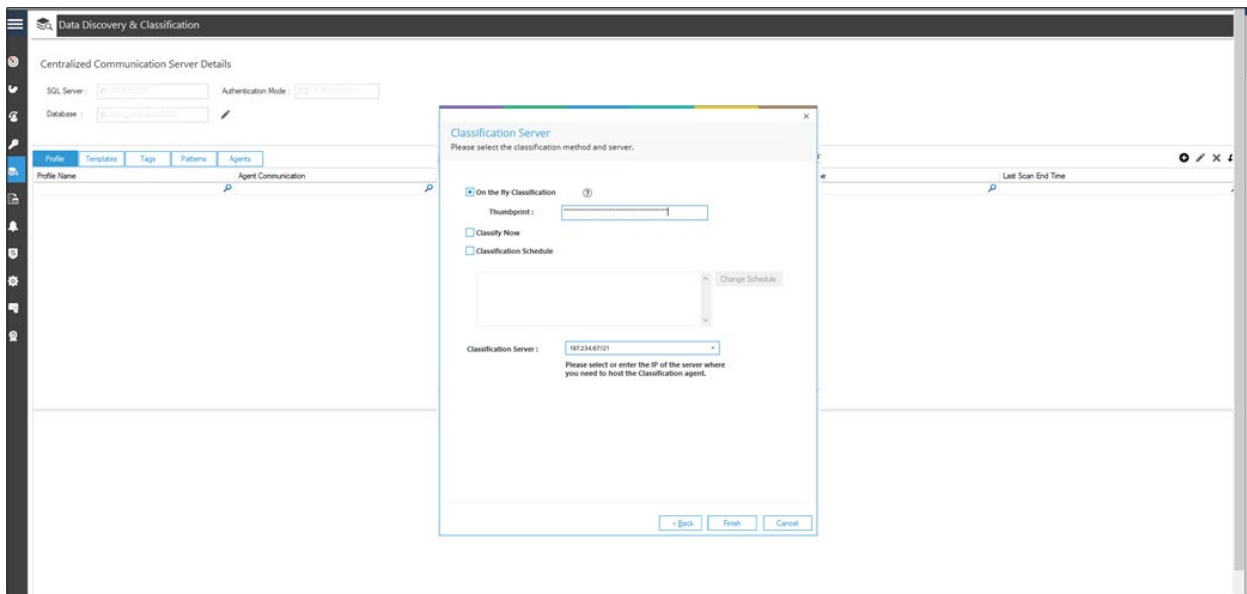 Data Discovery & Classification
Centralized Communication Server Details
SQL Server :
Authentication Mode :
Database :
Profile
Templates
Tags
Patterns
Agents
Profile Name
Agent Communication
Last Scan End Time
Classification Server
Please select the classification method and server.
On the fly Classification
Thumbprint :
Classify Now
Classification Schedule
Change Schedule
Classification Server :
Please select or enter the IP of the server where
you need to host the Classification agent.
< Back
Finish
Cancel